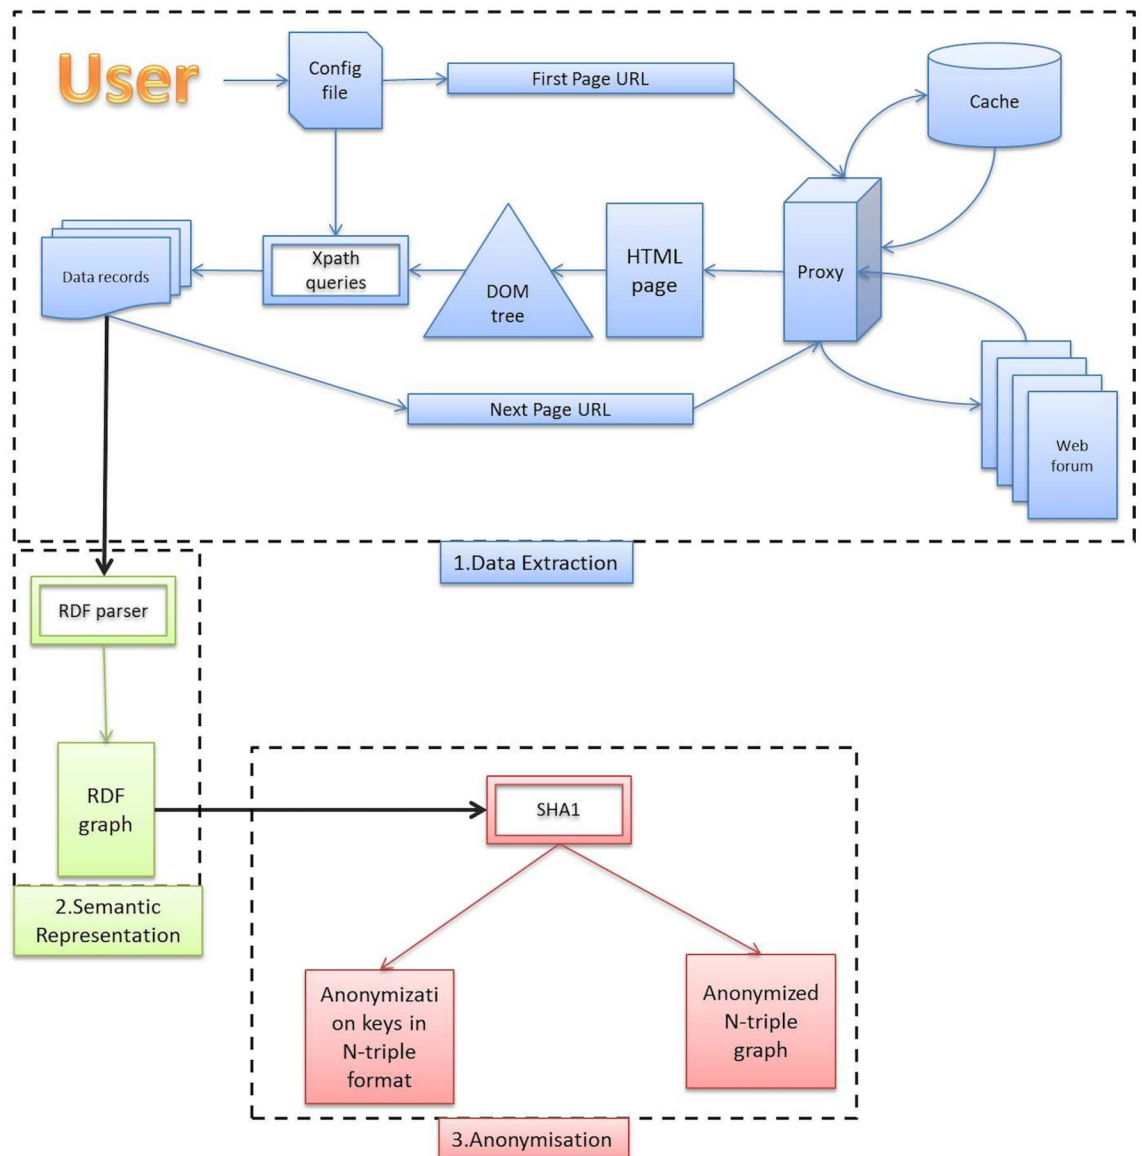 User
Config
file
First Page URL
Cache
Data records
Xpath
queries
DOM
tree
HTML
page
Proxy
Next Page URL
Web
forum
1.Data Extraction
RDF parser
RDF
graph
2.Semantic
Representation
SHA1
Anonymizati
on keys in
N-triple
format
Anonymized
N-triple
graph
3.Anonymisation